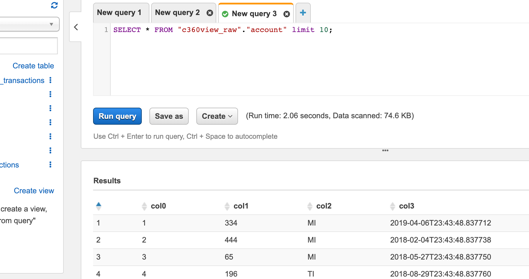 New query 1 New query 2 New query 3 +
1 SELECT * FROM "c360view_raw"."account" limit 10;
Create table
_transactions
ctions
Create view
create a view,
rom query"
Run query Save as Create (Run time: 2.06 seconds, Data scanned: 74.6 KB)
Use Ctrl + Enter to run query, Ctrl + Space to autocomplete
Results
col0 col1 col2 col3
1 1 334 MI 2019-04-06T23:43:48.837712
2 2 444 MI 2018-02-04T23:43:48.837738
3 3 65 MI 2018-05-27T23:43:48.837750
4 4 196 TI 2018-08-29T23:43:48.837760